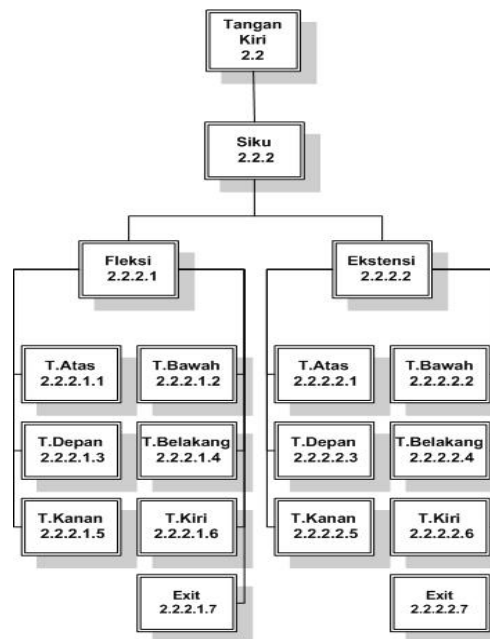 Tangan
Kiri
2.2
Siku
2.2.2
Fleksi
2.2.2.1
Ekstensi
2.2.2.2
T.Atas
2.2.2.1.1
T.Bawah
2.2.2.1.2
T.Atas
2.2.2.2.1
T.Bawah
2.2.2.2.2
T.Depan
2.2.2.1.3
T.Belakang
2.2.2.1.4
T.Depan
2.2.2.2.3
T.Belakang
2.2.2.2.4
T.Kanan
2.2.2.1.5
T.Kiri
2.2.2.1.6
T.Kanan
2.2.2.2.5
T.Kiri
2.2.2.2.6
Exit
2.2.2.1.7
Exit
2.2.2.2.7